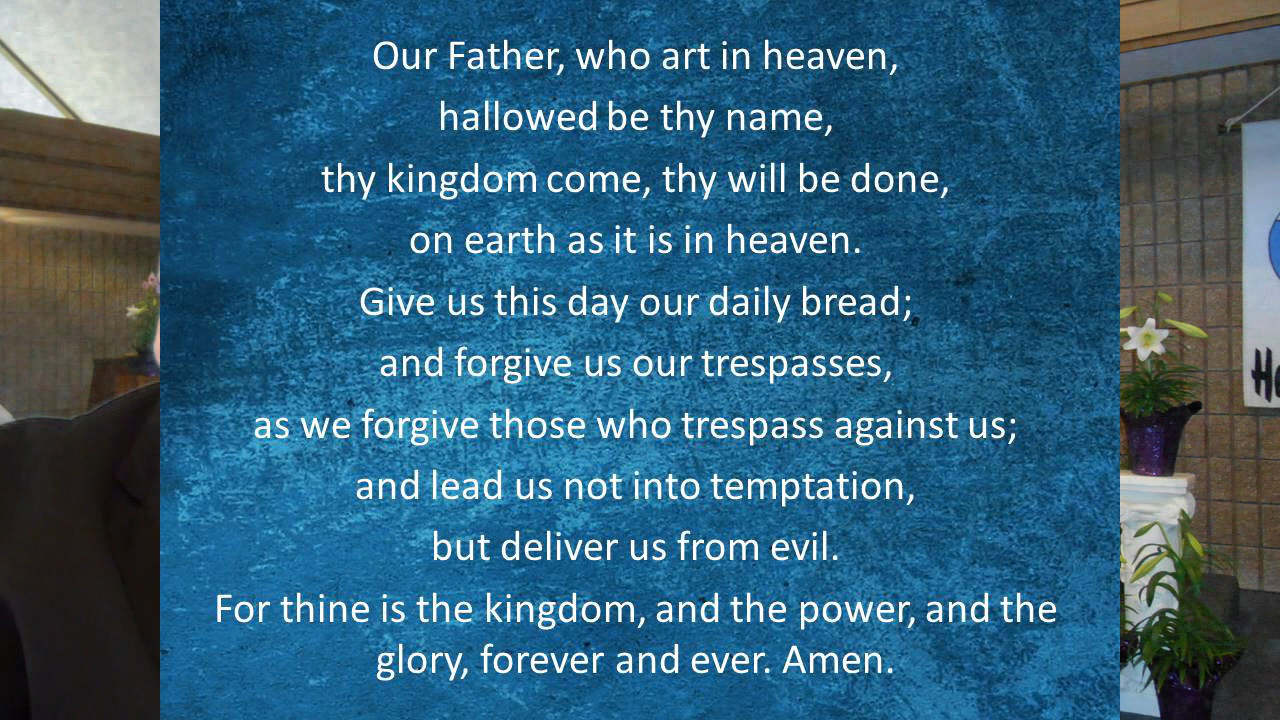 Our Father, who art in heaven,
hallowed be thy name,
thy kingdom come, thy will be done,
on earth as it is in heaven.
Give us this day our daily bread;
and forgive us our trespasses,
as we forgive those who trespass against us;
and lead us not into temptation,
but deliver us from evil.
For thine is the kingdom, and the power, and the
glory, forever and ever. Amen.